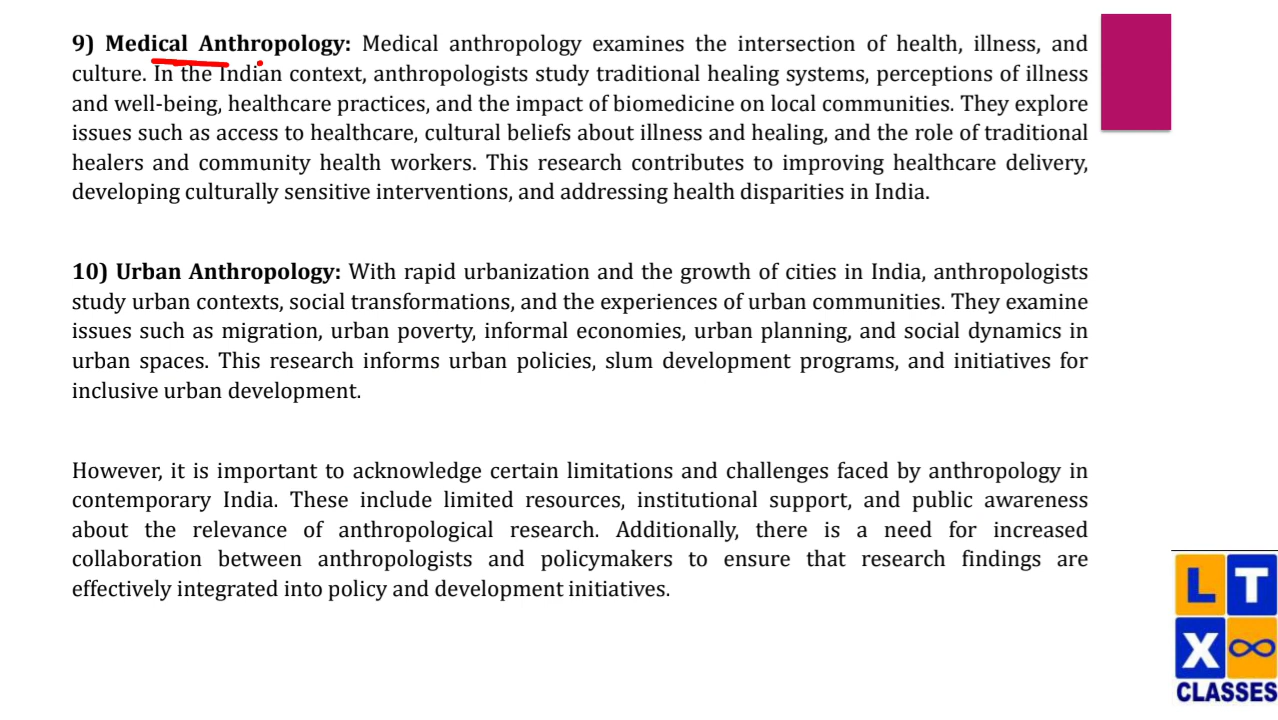 9) Medical Anthropology: Medical anthropology examines the intersection of health, illness, and
culture. In the Indian context, anthropologists study traditional healing systems, perceptions of illness
and well-being, healthcare practices, and the impact of biomedicine on local communities. They explore
issues such as access to healthcare, cultural beliefs about illness and healing, and the role of traditional
healers and community health workers. This research contributes to improving healthcare delivery,
developing culturally sensitive interventions, and addressing health disparities in India.
10) Urban Anthropology: With rapid urbanization and the growth of cities in India, anthropologists
study urban contexts, social transformations, and the experiences of urban communities. They examine
issues such as migration, urban poverty, informal economies, urban planning, and social dynamics in
urban spaces. This research informs urban policies, slum development programs, and initiatives for
inclusive urban development.
However, it is important to acknowledge certain limitations and challenges faced by anthropology in
contemporary India. These include limited resources, institutional support, and public awareness
about the relevance of anthropological research. Additionally, there is a need for increased
collaboration between anthropologists and policymakers to ensure that research findings are
effectively integrated into policy and development initiatives.
L T
X ∞
CLASSES